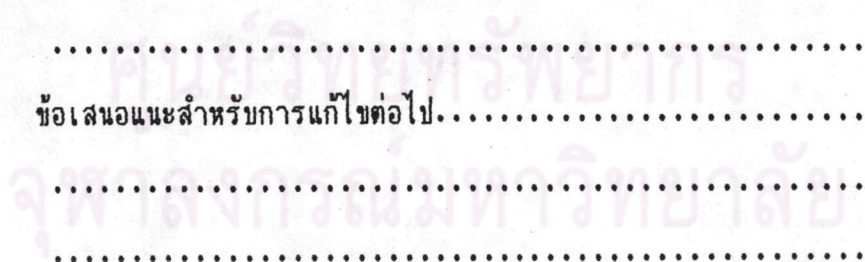 ..................................................
ศูนย์วิทยทรัพยากร
ข้อเสนอแนะสำหรับการแก้ไขต่อไป...........................
..................................................
จุฬาลงกรณ์มหาวิทยาลัย
..................................................